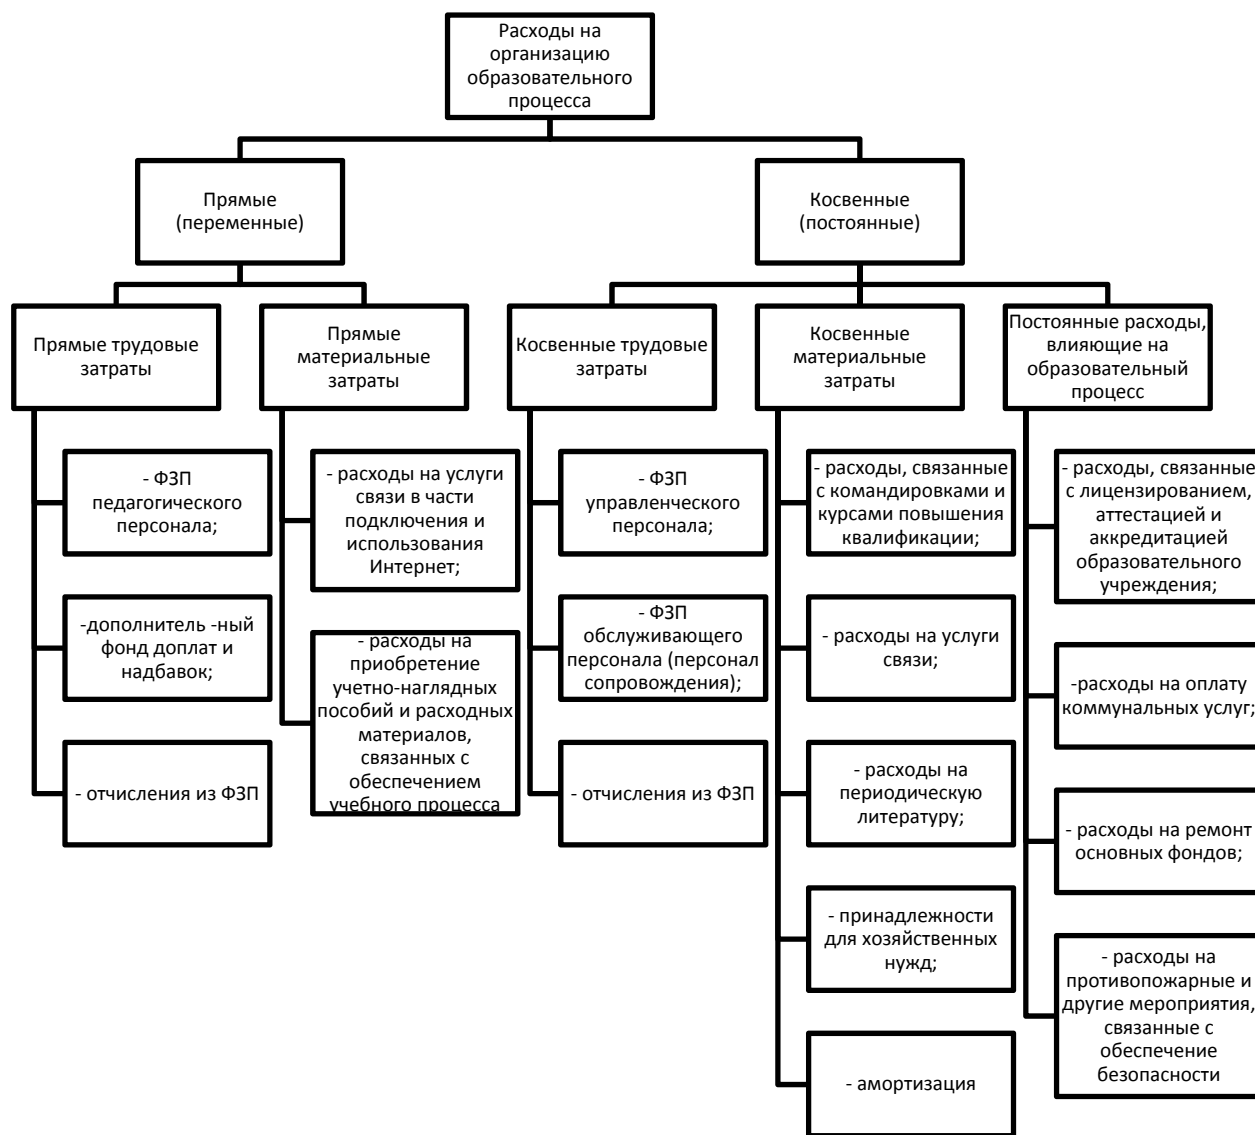 Расходы на
организацию
образовательного
процесса
Прямые
(переменные)
Косвенные
(постоянные)
Прямые трудовые
затраты
Прямые
материальные
затраты
Косвенные трудовые
затраты
Косвенные
материальные
затраты
Постоянные расходы,
влияющие на
образовательный
процесс
- ФЗП
педагогического
персонала;
-дополнитель -ный
фонд доплат и
надбавок;
- отчисления из ФЗП
- расходы на услуги
связи в части
подключения и
использования
Интернет;
- расходы на
приобретение
учетно-наглядных
пособий и расходных
материалов,
связанных с
обеспечением
учебного процесса
- ФЗП
управленческого
персонала;
- ФЗП
обслуживающего
персонала (персонал
сопровождения);
- отчисления из ФЗП
- расходы, связанные
с командировками и
курсами повышения
квалификации;
- расходы на услуги
связи;
- расходы на
периодическую
литературу;
- принадлежности
для хозяйственных
нужд;
- амортизация
- расходы, связанные
с лицензированием,
аттестацией и
аккредитацией
образовательного
учреждения;
-расходы на оплату
коммунальных услуг;
- расходы на ремонт
основных фондов;
- расходы на
противопожарные и
другие мероприятия,
связанные с
обеспечение
безопасности